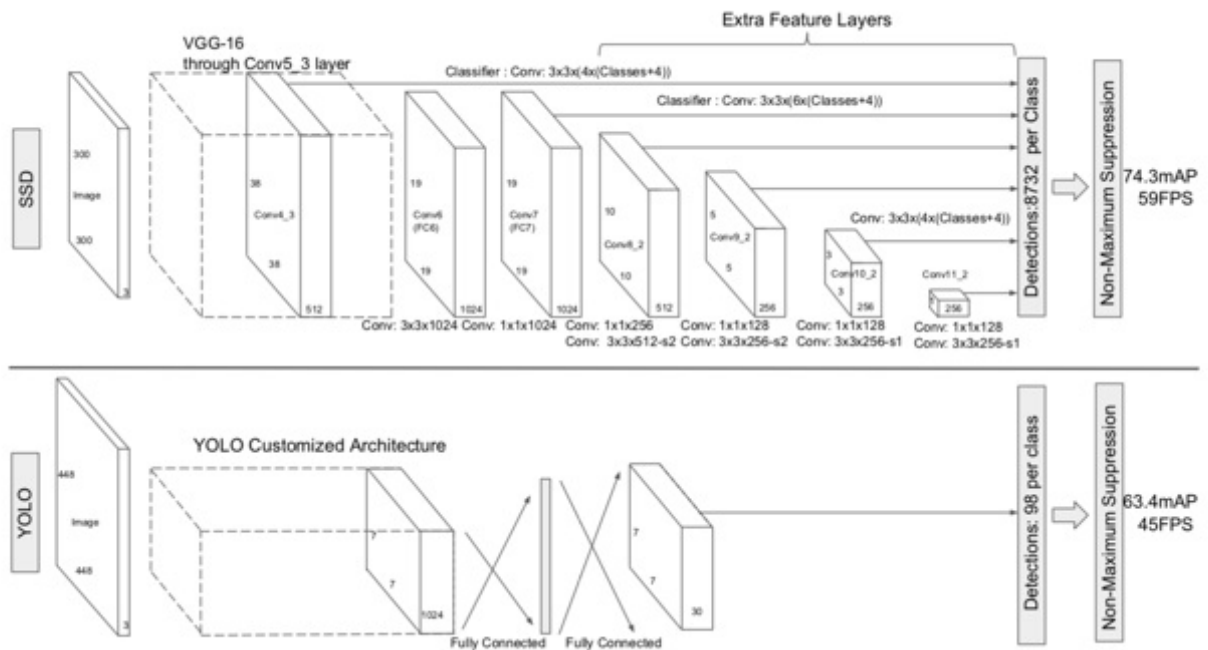 Extra Feature Layers
VGG-16
through Conv5_3 layer
Classifier : Conv: 3x3x(4x(Classes+4))
Classifier : Conv: 3x3x(6x(Classes+4))
SSD
300
Image
300
3
38
Conv4_3
38
512
19
Conv6
(FC6)
19
1024
19
Conv7
(FC7)
19
1024
10
Conv8_2
10
512
5
Conv9_2
5
256
Conv: 3x3x(4x(Classes+4))
3
Conv10_2
3
256
Conv11_2
1
256
Conv: 3x3x1024
Conv: 1x1x1024
Conv: 1x1x256
Conv: 3x3x512-s2
Conv: 1x1x128
Conv: 3x3x256-s2
Conv: 1x1x128
Conv: 3x3x256-s1
Conv: 1x1x128
Conv: 3x3x256-s1
Detections:8732 per Class
Non-Maximum Suppression
74.3mAP
59FPS
YOLO
448
Image
448
3
YOLO Customized Architecture
7
7
1024
Fully Connected
Fully Connected
7
7
30
Detections: 98 per class
Non-Maximum Suppression
63.4mAP
45FPS